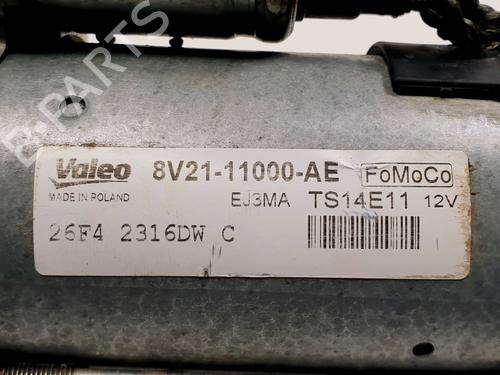 Valeo 8V21-11000-AE FoMoCo
MADE IN POLAND EJ3MA TS14E11 12V
26F4 2316DW C
E-PARTS